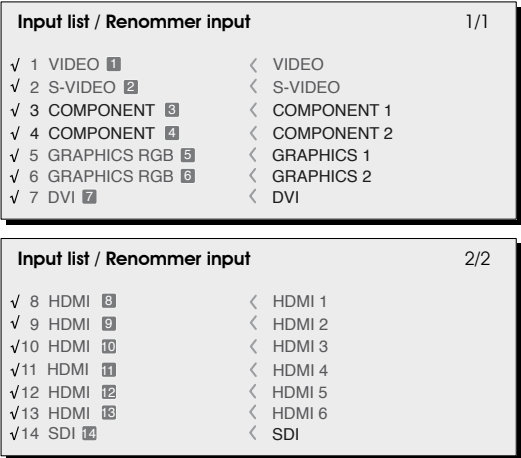 Input list / Renommer input 1/1
√ 1 VIDEO 1 < VIDEO
√ 2 S-VIDEO 2 < S-VIDEO
√ 3 COMPONENT 3 < COMPONENT 1
√ 4 COMPONENT 4 < COMPONENT 2
√ 5 GRAPHICS RGB 5 < GRAPHICS 1
√ 6 GRAPHICS RGB 6 < GRAPHICS 2
√ 7 DVI 7 < DVI
Input list / Renommer input 2/2
√ 8 HDMI 8 < HDMI 1
√ 9 HDMI 9 < HDMI 2
√10 HDMI 10 < HDMI 3
√11 HDMI 11 < HDMI 4
√12 HDMI 12 < HDMI 5
√13 HDMI 13 < HDMI 6
√14 SDI 14 < SDI